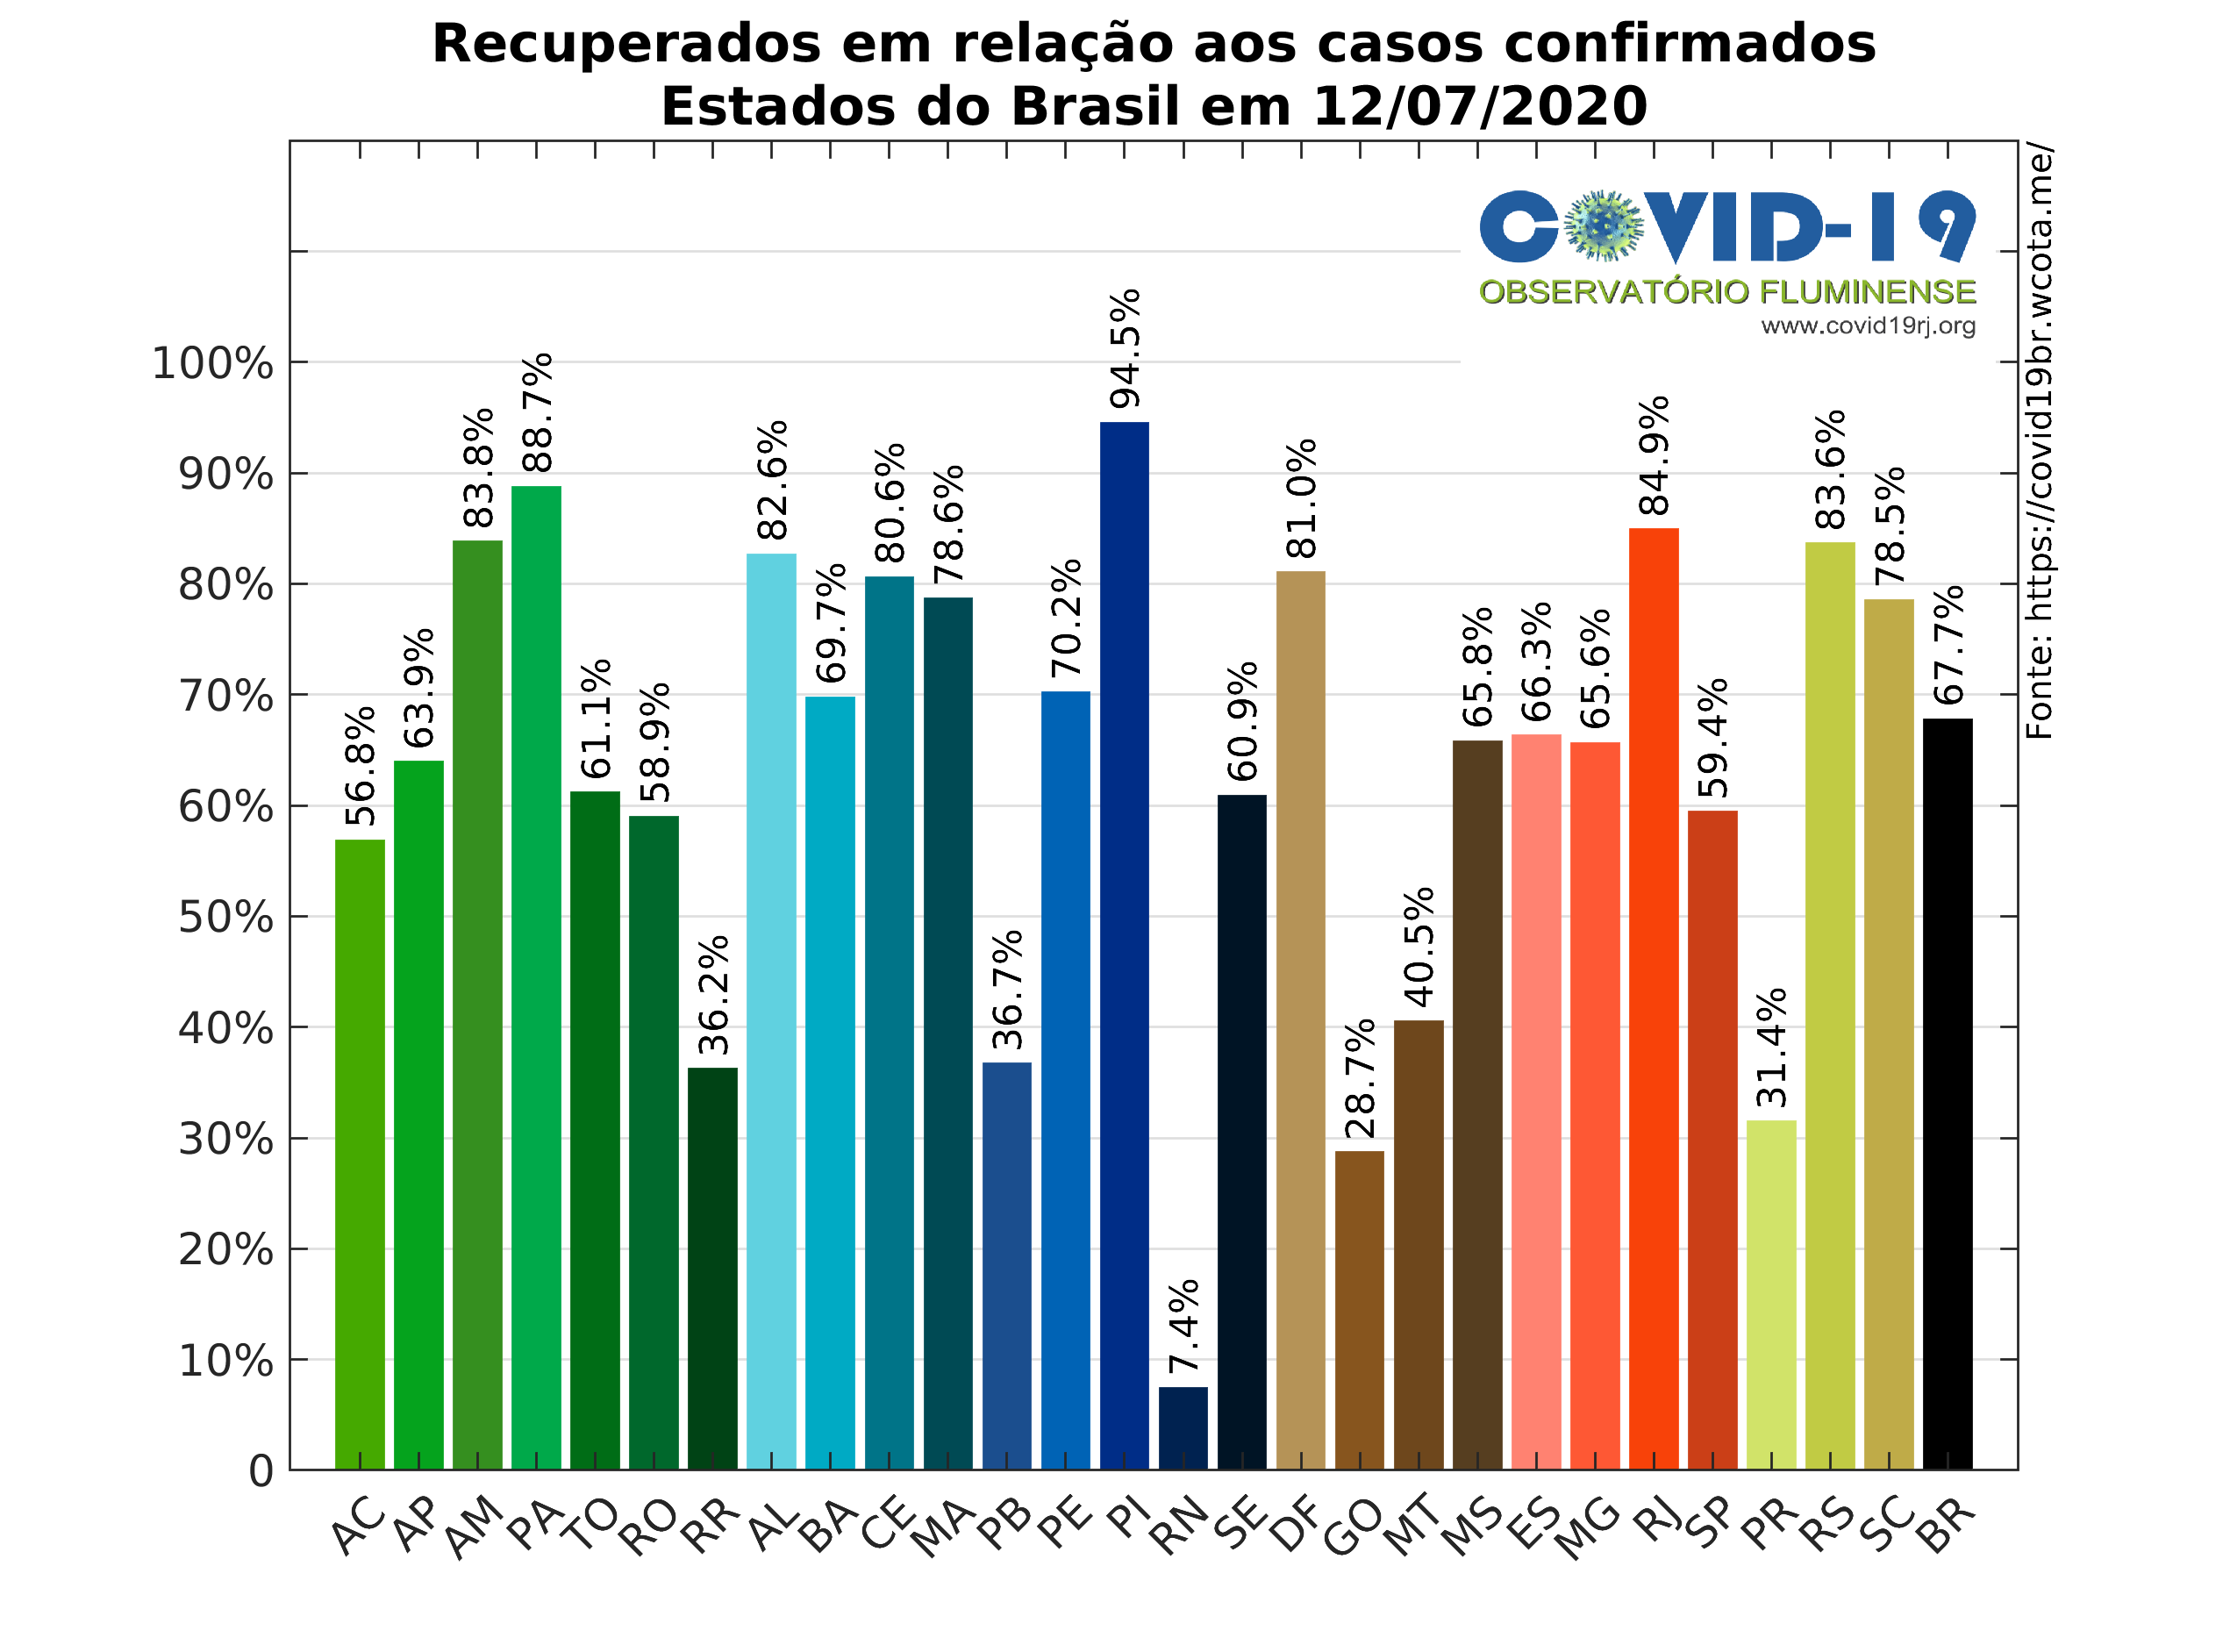 Recuperados em relação aos casos confirmados
Estados do Brasil em 12/07/2020
COVID-19
OBSERVATÓRIO FLUMINENSE
www.covid19rj.org
Fonte: https://covid19br.wcota.me/
100%
90%
80%
70%
60%
50%
40%
30%
20%
10%
0
56.8%
63.9%
83.8%
88.7%
61.1%
58.9%
36.2%
82.6%
69.7%
80.6%
78.6%
36.7%
70.2%
94.5%
7.4%
60.9%
81.0%
28.7%
40.5%
65.8%
66.3%
65.6%
84.9%
59.4%
31.4%
83.6%
78.5%
67.7%
AC
AP
AM
PA
TO
RO
RR
AL
BA
CE
MA
PB
PE
PI
RN
SE
DF
GO
MT
MS
ES
MG
RJ
SP
PR
RS
SC
BR